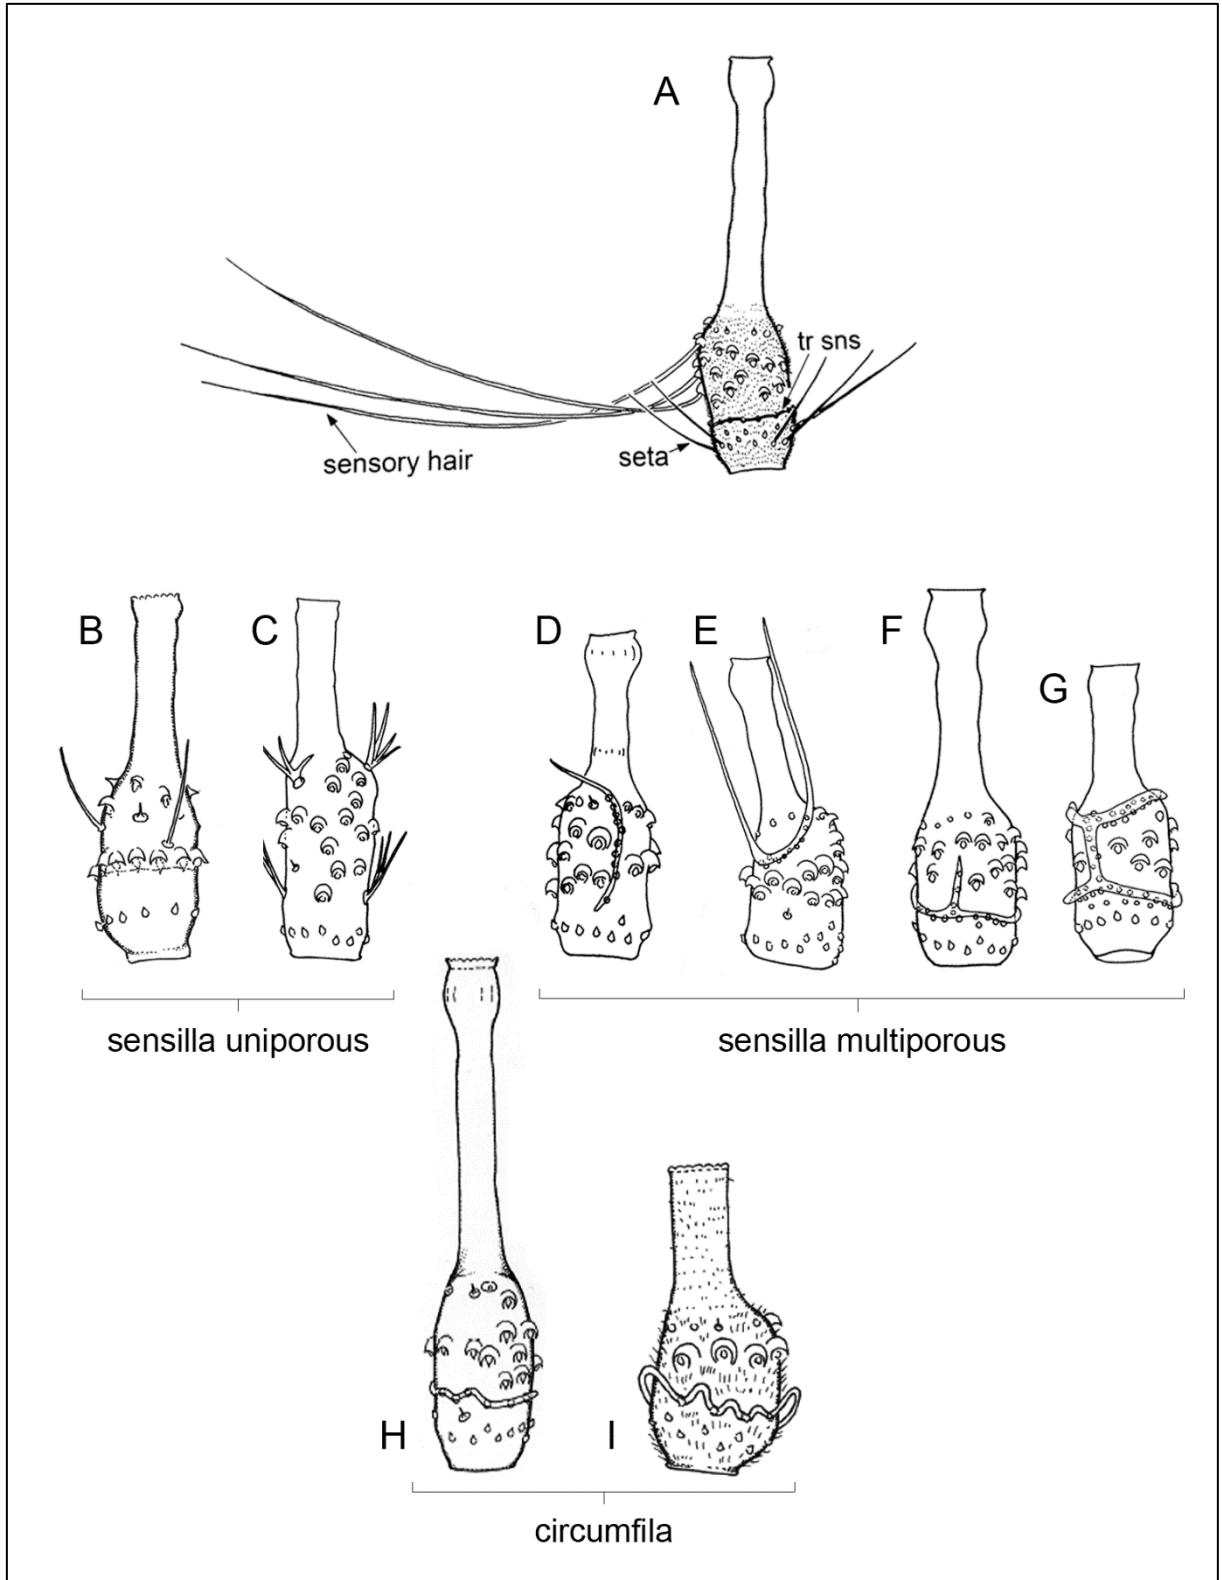 A
tr sns
sensory hair
seta
B
C
D
E
F
G
sensilla uniporous
sensilla multiporous
H
I
circumfila